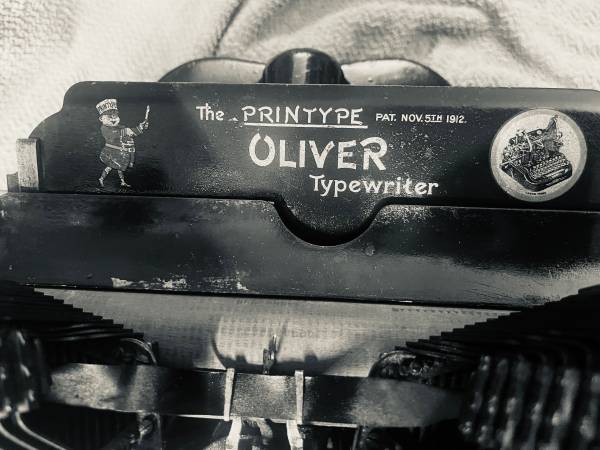 The PRINTYPE PAT. NOV. 5TH 1912.
OLIVER
Typewriter